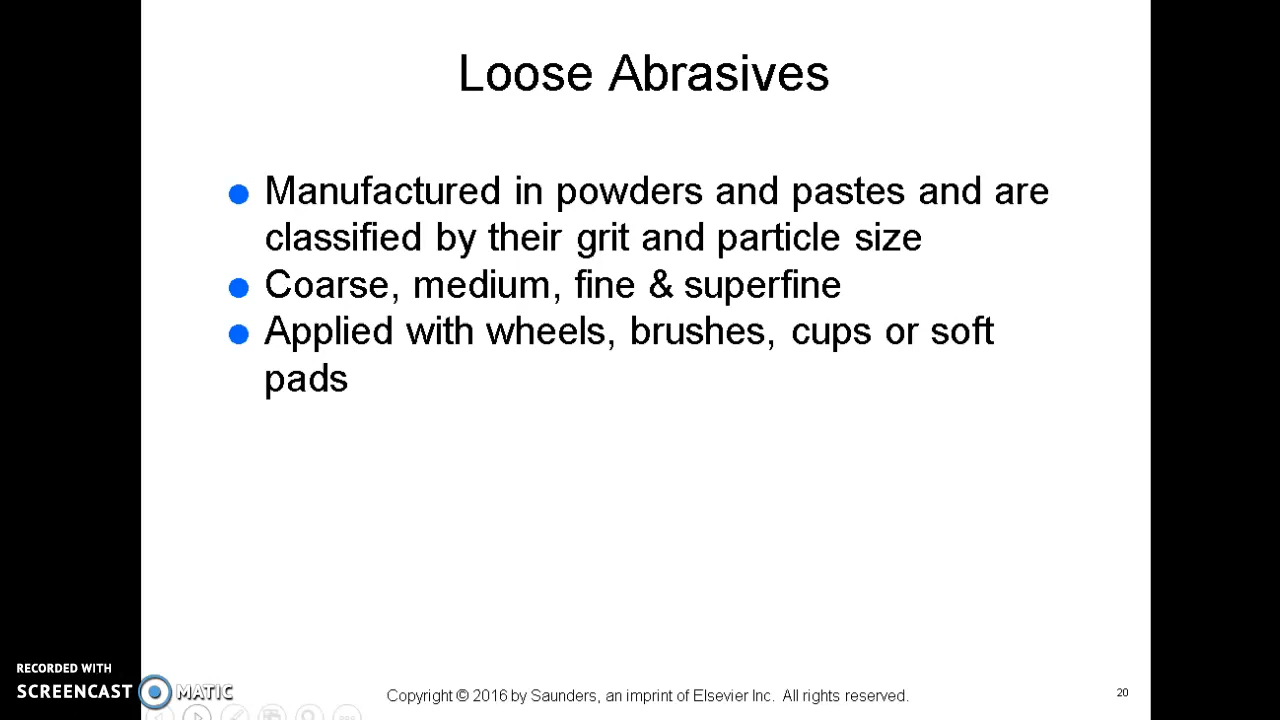 Loose Abrasives
● Manufactured in powders and pastes and are
classified by their grit and particle size
● Coarse, medium, fine & superfine
● Applied with wheels, brushes, cups or soft
pads
RECORDED WITH
SCREENCAST MATIC
Copyright © 2016 by Saunders, an imprint of Elsevier Inc. All rights reserved.
20